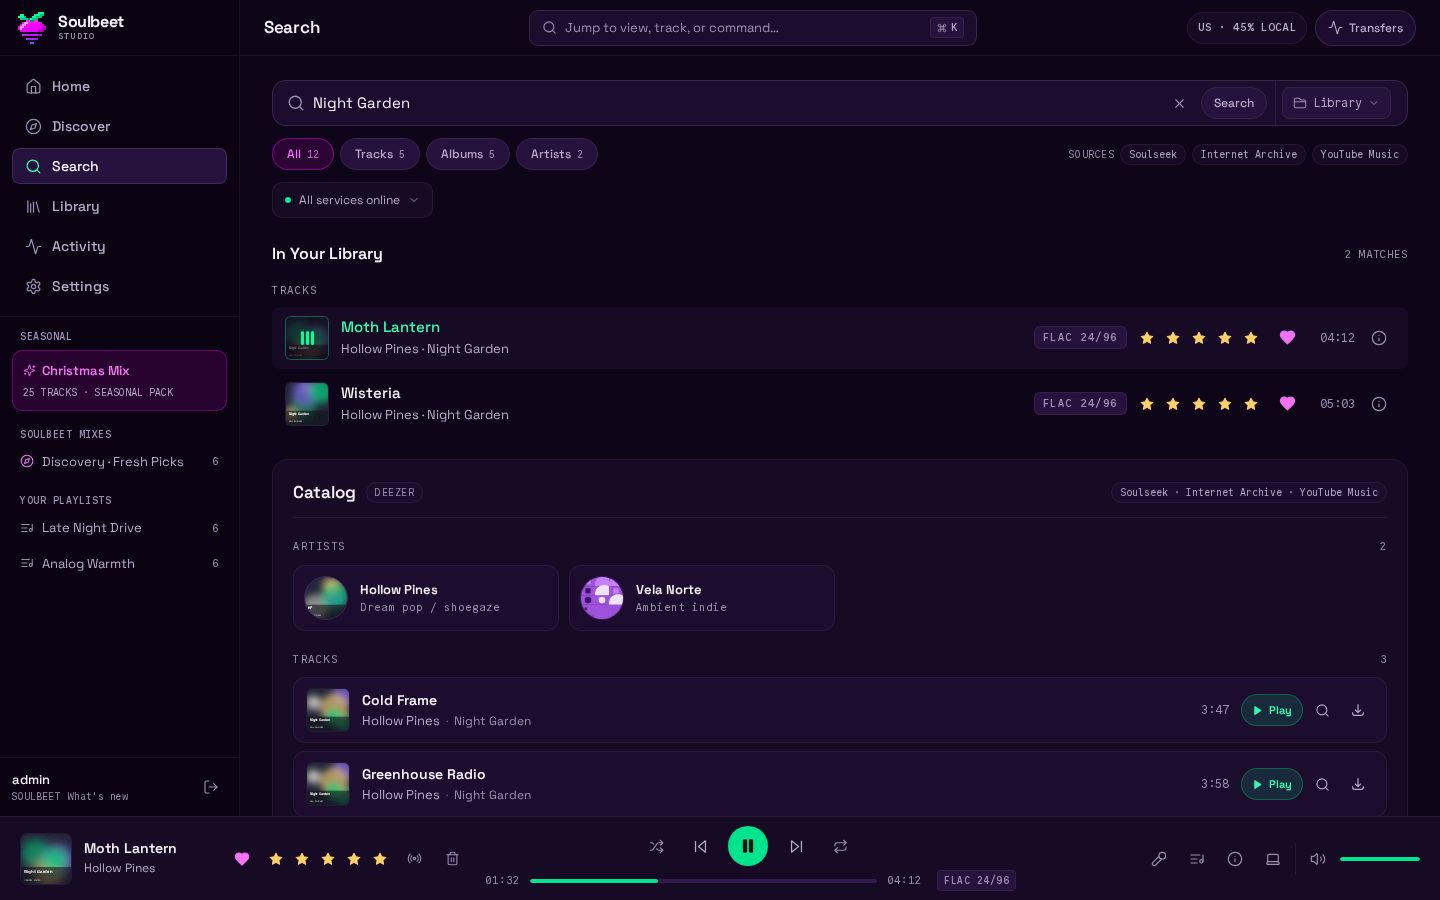 Soulbeet
STUDIO
Search
Jump to view, track, or command...
⌘ K
US · 45% LOCAL
Transfers
Home
Discover
Search
Library
Activity
Settings
SEASONAL
Christmas Mix
25 TRACKS · SEASONAL PACK
SOULBEET MIXES
Discovery · Fresh Picks 6
YOUR PLAYLISTS
Late Night Drive 6
Analog Warmth 6
admin
SOULBEET What's new
Night Garden
Search
Library
All 12
Tracks 5
Albums 5
Artists 2
SOURCES Soulseek Internet Archive YouTube Music
All services online
In Your Library
2 MATCHES
TRACKS
Moth Lantern
Hollow Pines · Night Garden
FLAC 24/96
04:12
Wisteria
Hollow Pines · Night Garden
FLAC 24/96
05:03
Catalog DEEZER
Soulseek · Internet Archive · YouTube Music
ARTISTS 2
Hollow Pines
Dream pop / shoegaze
Vela Norte
Ambient indie
TRACKS 3
Cold Frame
Hollow Pines · Night Garden
3:47 Play
Greenhouse Radio
Hollow Pines · Night Garden
3:58 Play
Moth Lantern
Hollow Pines
01:32
04:12
FLAC 24/96